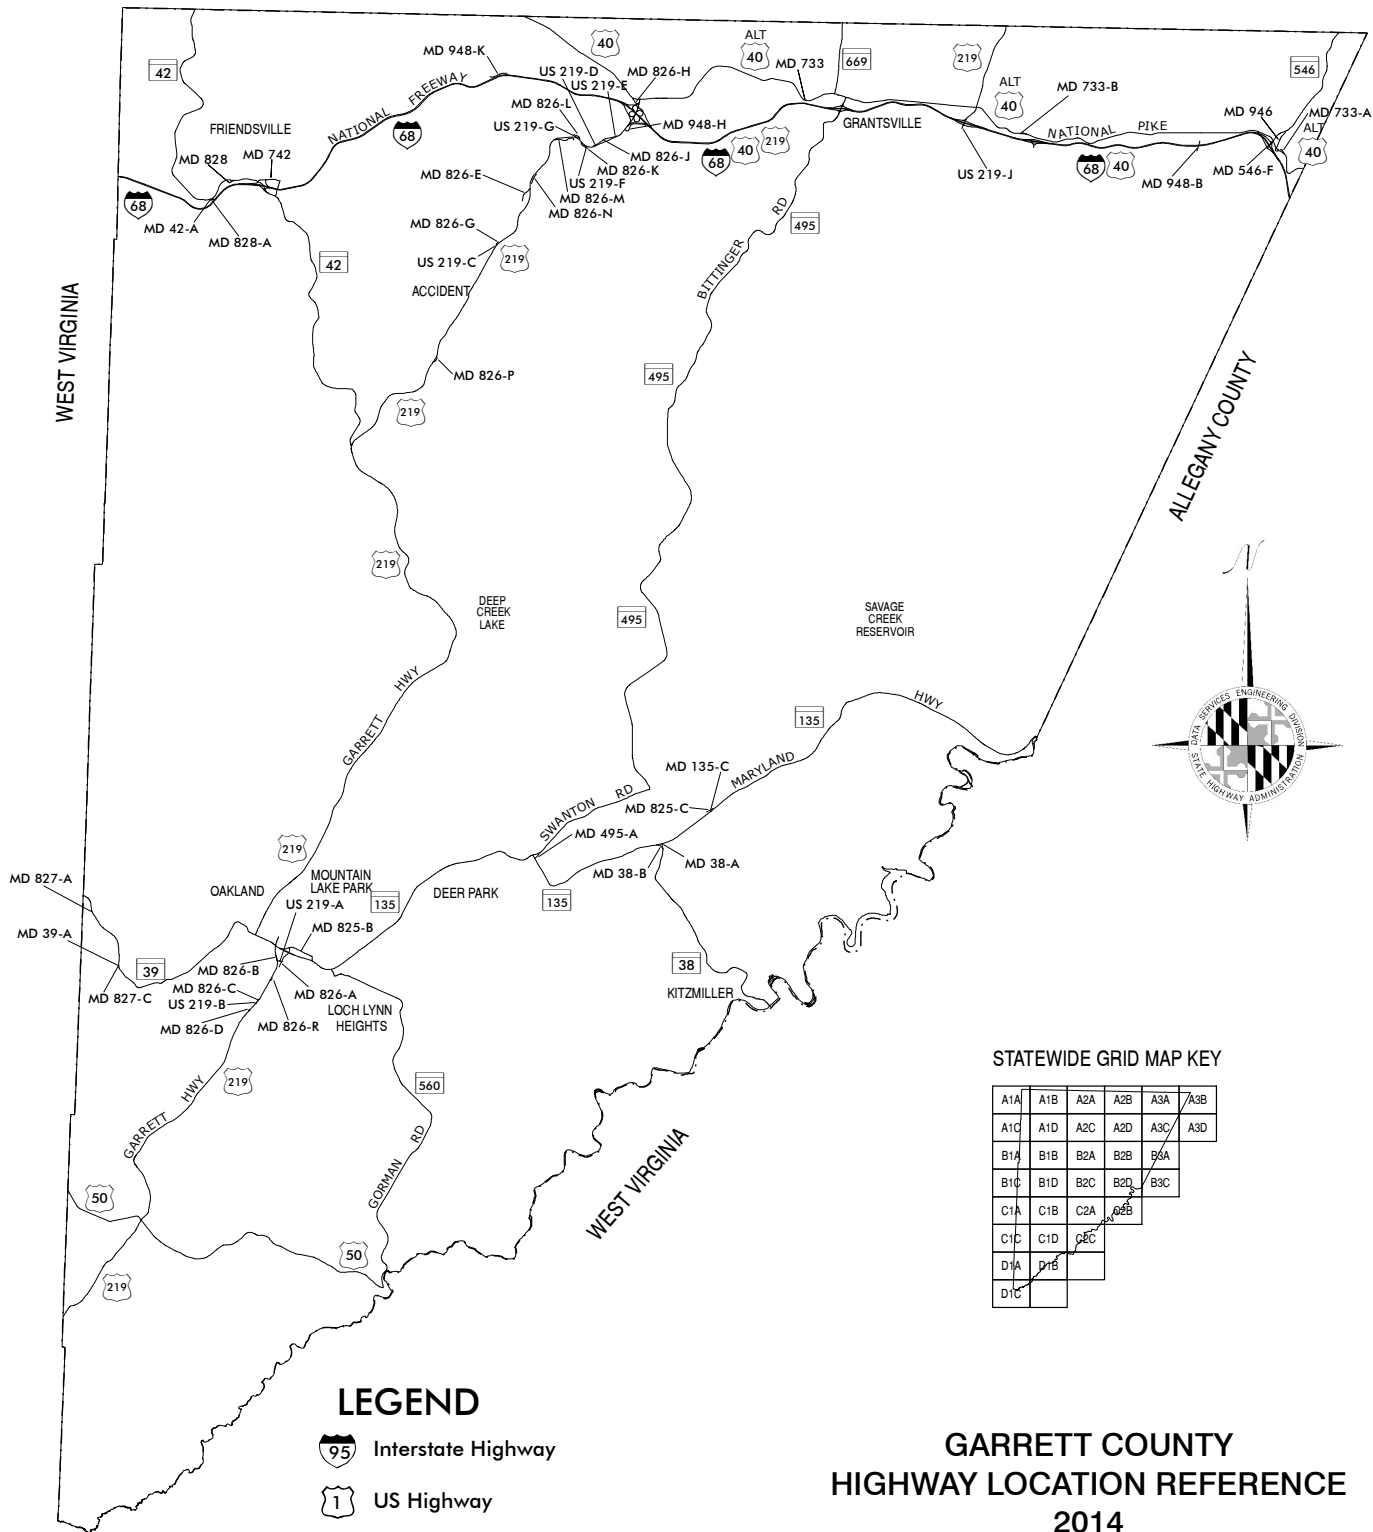 42
40
ALT
40
669
219
546
MD 948-K
US 219-D
MD 826-H
MD 733
US 219-E
ALT
40
MD 733-B
NATIONAL FREEWAY
MD 826-L
MD 946
MD 733-A
FRIENDSVILLE
68
US 219-G
MD 948-H
GRANTSVILLE
NATIONAL PIKE
ALT
40
MD 828
MD 742
MD 826-J
68
40
219
MD 826-K
MD 826-E
US 219-F
US 219-J
68
40
MD 546-F
MD 826-M
MD 948-B
68
MD 826-N
MD 42-A
MD 828-A
MD 826-G
495
42
US 219-C
219
BITTINGER RD
ACCIDENT
WEST VIRGINIA
MD 826-P
495
219
ALLEGANY COUNTY
219
DEEP
CREEK
LAKE
495
SAVAGE
CREEK
RESERVOIR
N
GARRETT HWY
135
HWY
DATA SERVICES ENGINEERING DIVISION
STATE HIGHWAY ADMINISTRATION
MD 135-C
MARYLAND
SWANTON RD
MD 825-C
219
MD 495-A
MD 38-A
MD 827-A
OAKLAND
MOUNTAIN
LAKE PARK
135
DEER PARK
MD 38-B
US 219-A
135
MD 825-B
MD 39-A
39
MD 826-B
38
MD 827-C
MD 826-C
MD 826-A
KITZMILLER
US 219-B
LOCH LYNN
HEIGHTS
MD 826-D
MD 826-R
219
560
GARRETT HWY
GORMAN RD
WEST VIRGINIA
50
50
219
STATEWIDE GRID MAP KEY
A1A A1B A2A A2B A3A A3B
A1C A1D A2C A2D A3C A3D
B1A B1B B2A B2B B3A
B1C B1D B2C B2D B3C
C1A C1B C2A C2B
C1C C1D C2C
D1A D1B
D1C
LEGEND
95 Interstate Highway
1 US Highway
GARRETT COUNTY
HIGHWAY LOCATION REFERENCE
2014